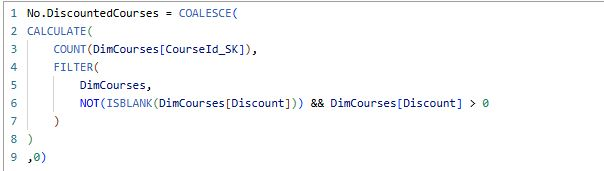 1 No.DiscountedCourses = COALESCE(
2 CALCULATE(
3     COUNT(DimCourses[CourseId_SK]),
4     FILTER(
5         DimCourses,
6         NOT(ISBLANK(DimCourses[Discount])) && DimCourses[Discount] > 0
7     )
8 )
9 ,0)